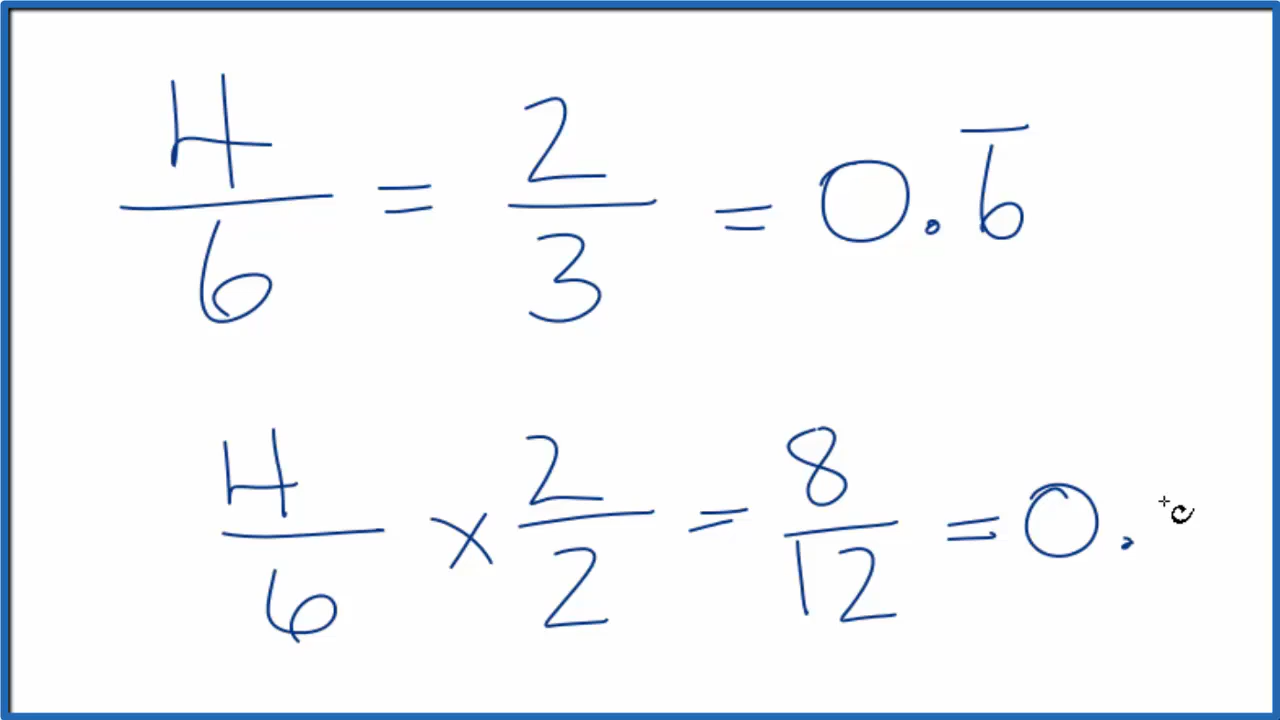 4/6 = 2/3 = 0.6̅
4/6 x 2/2 = 8/12 = 0.